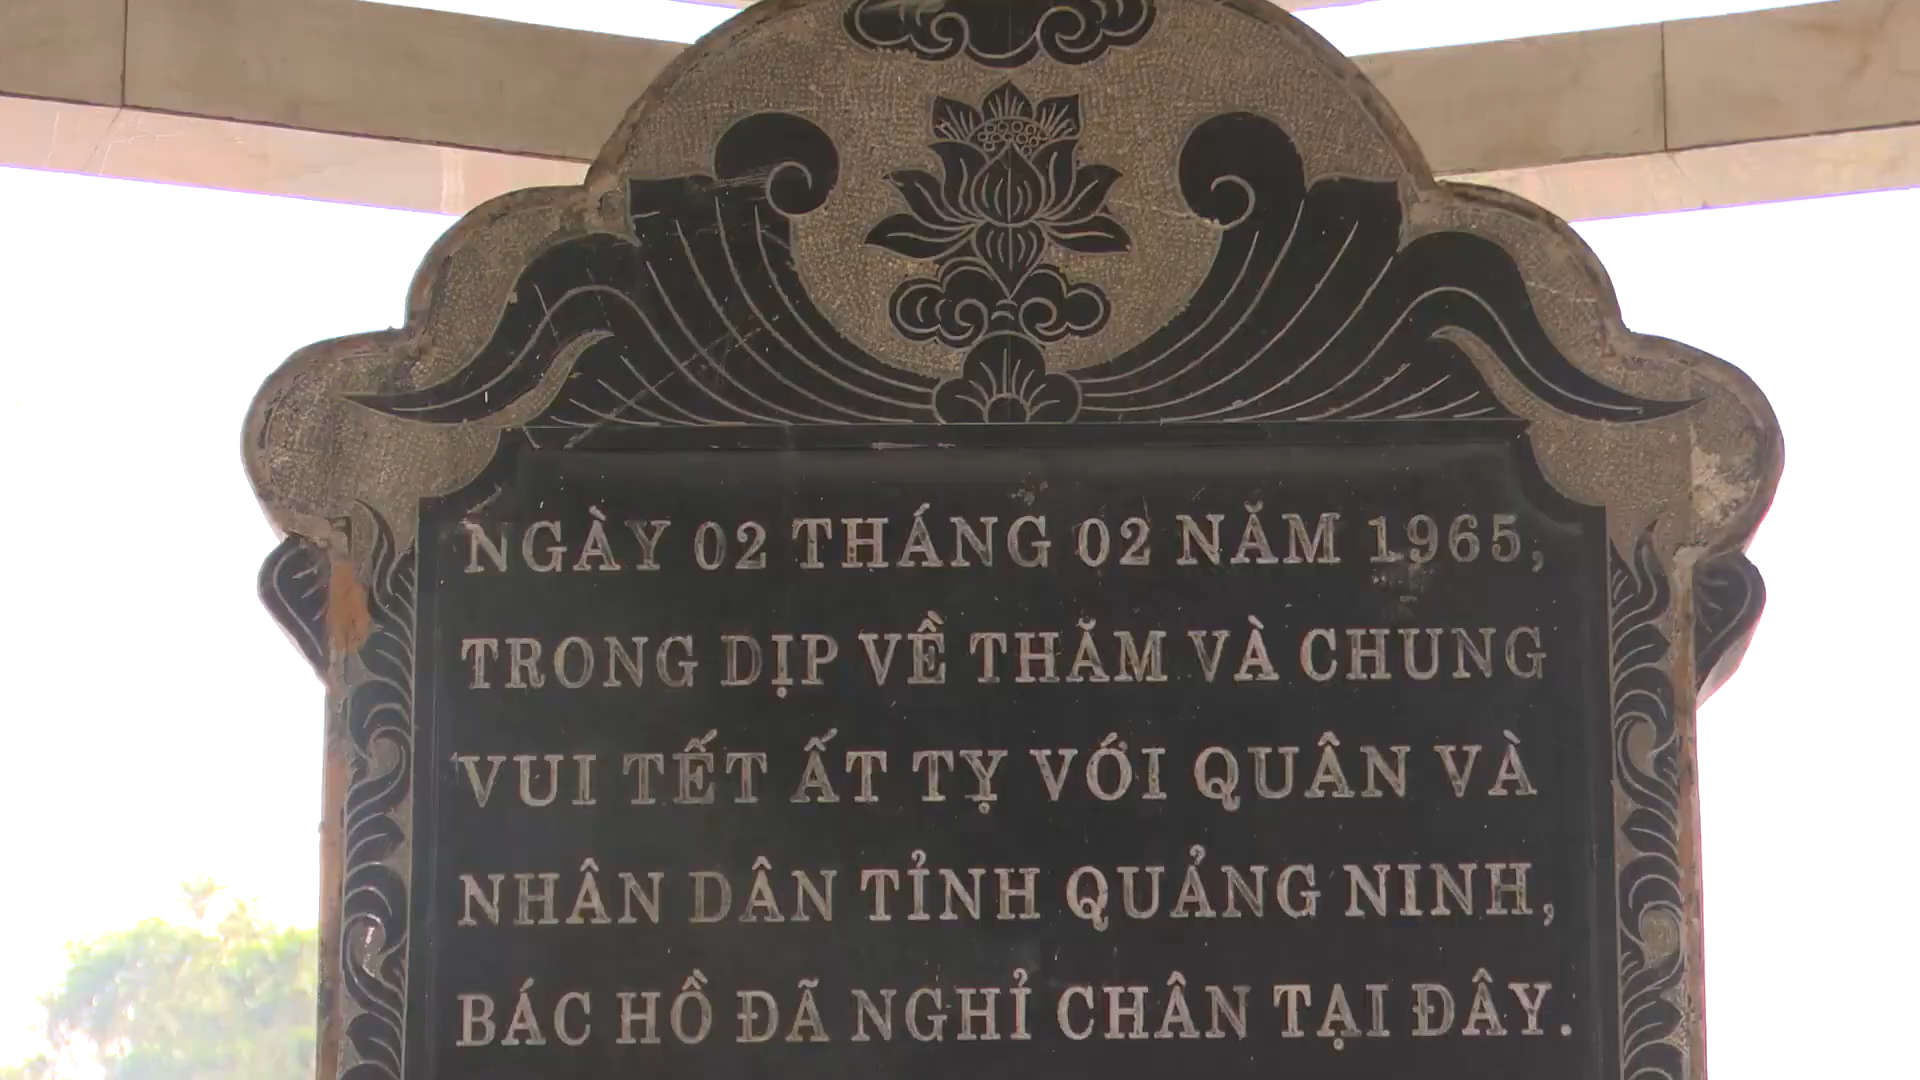 NGÀY 02 THÁNG 02 NĂM 1965,
TRONG DỊP VỀ THĂM VÀ CHUNG
VUI TẾT ẤT TỴ VỚI QUÂN VÀ
NHÂN DÂN TỈNH QUẢNG NINH,
BÁC HỒ ĐÃ NGHỈ CHÂN TẠI ĐÂY.